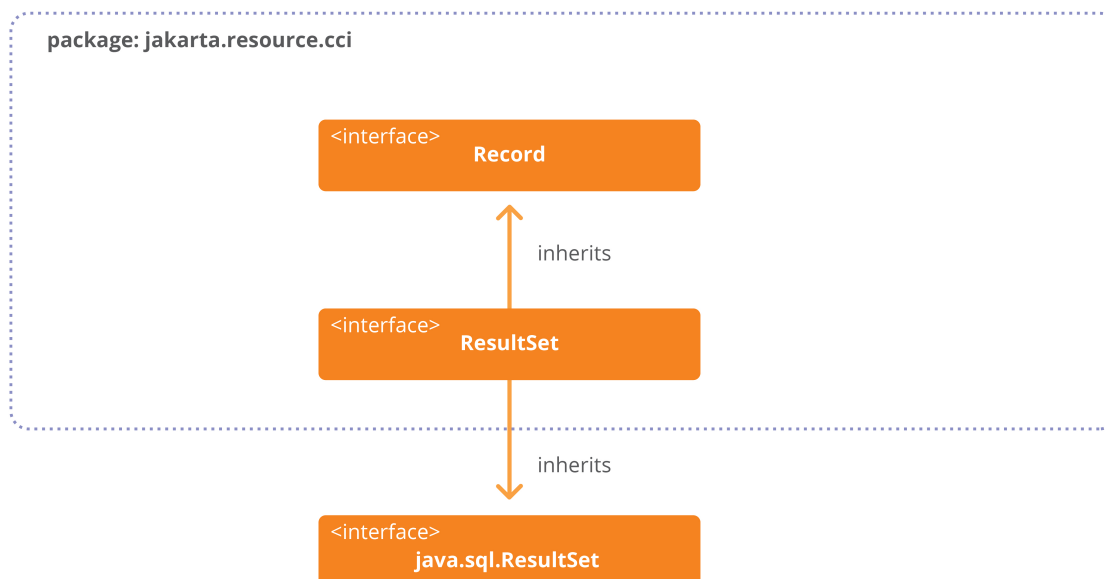 package: jakarta.resource.cci
<interface>
Record
inherits
<interface>
ResultSet
inherits
<interface>
java.sql.ResultSet